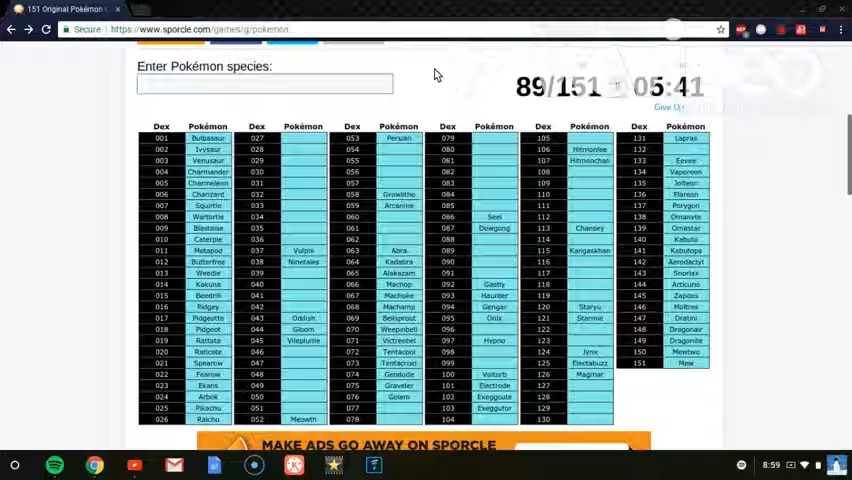 151 Original Pokémon
Secure | https://www.sporcle.com/games/g/pokemon...
Enter Pokémon species:
89/151
05:41
Give Up
Dex Pokémon Dex Pokémon Dex Pokémon Dex Pokémon Dex Pokémon Dex Pokémon
001 Bulbasaur 027 053 Persian 079 105 131 Lapras
002 Ivysaur 028 054 080 106 Hitmonlee 132
003 Venusaur 029 055 081 107 Hitmonchan 133 Eevee
004 Charmander 030 056 082 108 134 Vaporeon
005 Charmeleon 031 057 083 109 135 Jolteon
006 Charizard 032 058 Growlithe 084 110 136 Flareon
007 Squirtle 033 059 Arcanine 085 111 137 Porygon
008 Wartortle 034 060 086 Seel 112 138 Omanyte
009 Blastoise 035 061 087 Dewgong 113 Chansey 139 Omastar
010 Caterpie 036 062 088 114 140 Kabuto
011 Metapod 037 Vulpix 063 Abra 089 115 Kangaskhan 141 Kabutops
012 Butterfree 038 Ninetales 064 Kadabra 090 116 142 Aerodactyl
013 Weedle 039 065 Alakazam 091 117 143 Snorlax
014 Kakuna 040 066 Machop 092 Gastly 118 144 Articuno
015 Beedrill 041 067 Machoke 093 Haunter 119 145 Zapdos
016 Pidgey 042 068 Machamp 094 Gengar 120 Staryu 146 Moltres
017 Pidgeotto 043 Oddish 069 Bellsprout 095 Onix 121 Starmie 147 Dratini
018 Pidgeot 044 Gloom 070 Weepinbell 096 122 148 Dragonair
019 Rattata 045 Vileplume 071 Victreebel 097 Hypno 123 149 Dragonite
020 Raticate 046 072 Tentacool 098 124 Jynx 150 Mewtwo
021 Spearow 047 073 Tentacruel 099 125 Electabuzz 151 Mew
022 Fearow 048 074 Geodude 100 Voltorb 126 Magmar
023 Ekans 049 075 Graveler 101 Electrode 127
024 Arbok 050 076 Golem 102 Exeggcute 128
025 Pikachu 051 077 103 Exeggutor 129
026 Raichu 052 Meowth 078 104 130
MAKE ADS GO AWAY ON SPORCLE
8:59